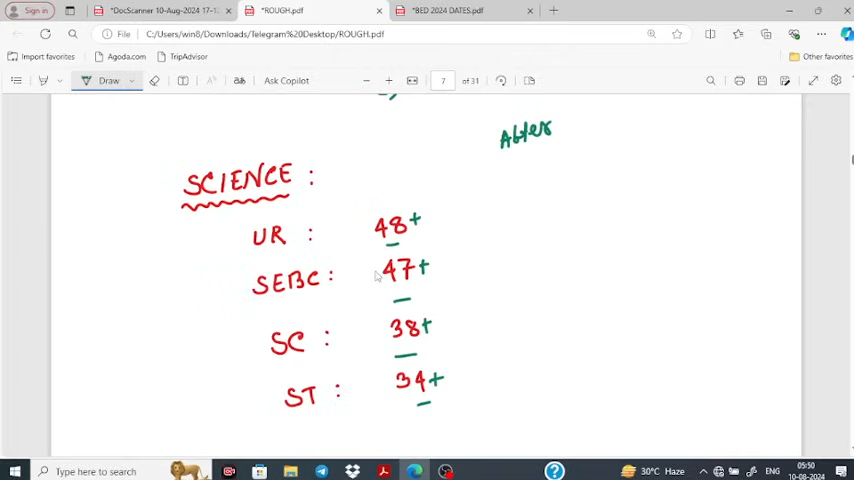 Sign in
*DocScanner 10-Aug-2024 17-12
*ROUGH.pdf
*BED 2024 DATES.pdf
File C:/Users/win8/Downloads/Telegram%20Desktop/ROUGH.pdf
Import favorites Agoda.com TripAdvisor Other favorites
Draw Ask Copilot 7 of 31
After
SCIENCE :
UR : 48+
SEBC : 47+
SC : 38+
ST : 34+
Type here to search 30°C Haze ENG 05:50
10-08-2024